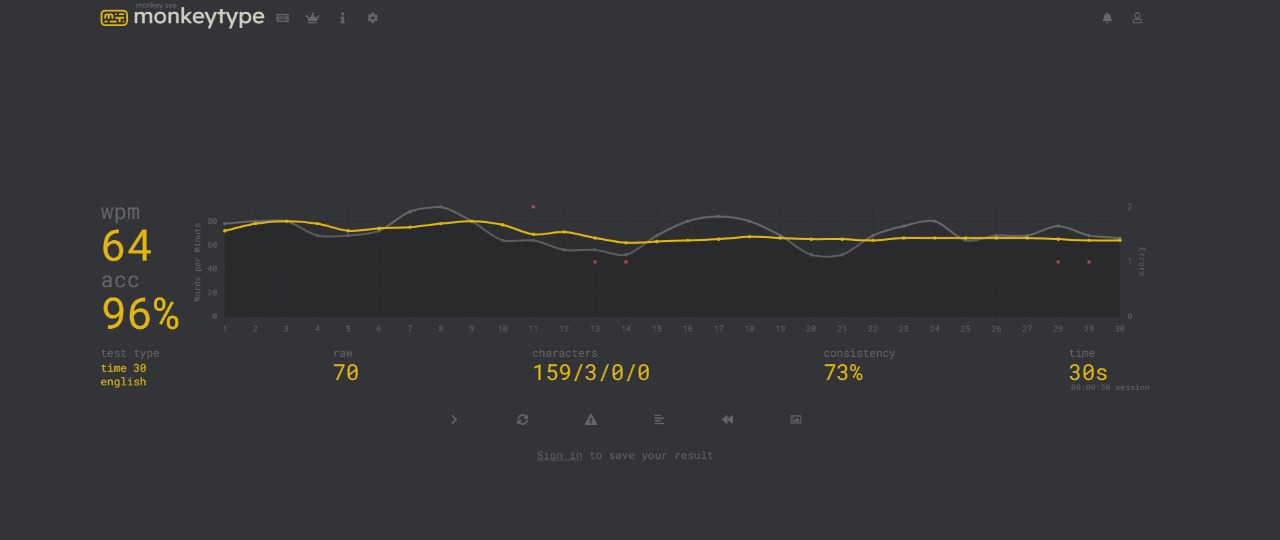 monkey see
monkeytype
wpm
64
acc
96%
Words per Minute
80
60
40
20
0
2
1
0
Errors
1 2 3 4 5 6 7 8 9 10 11 12 13 14 15 16 17 18 19 20 21 22 23 24 25 26 27 28 29 30
test type
time 30
english
raw
70
characters
159/3/0/0
consistency
73%
time
30s
00:06:30 session
Sign in to save your result